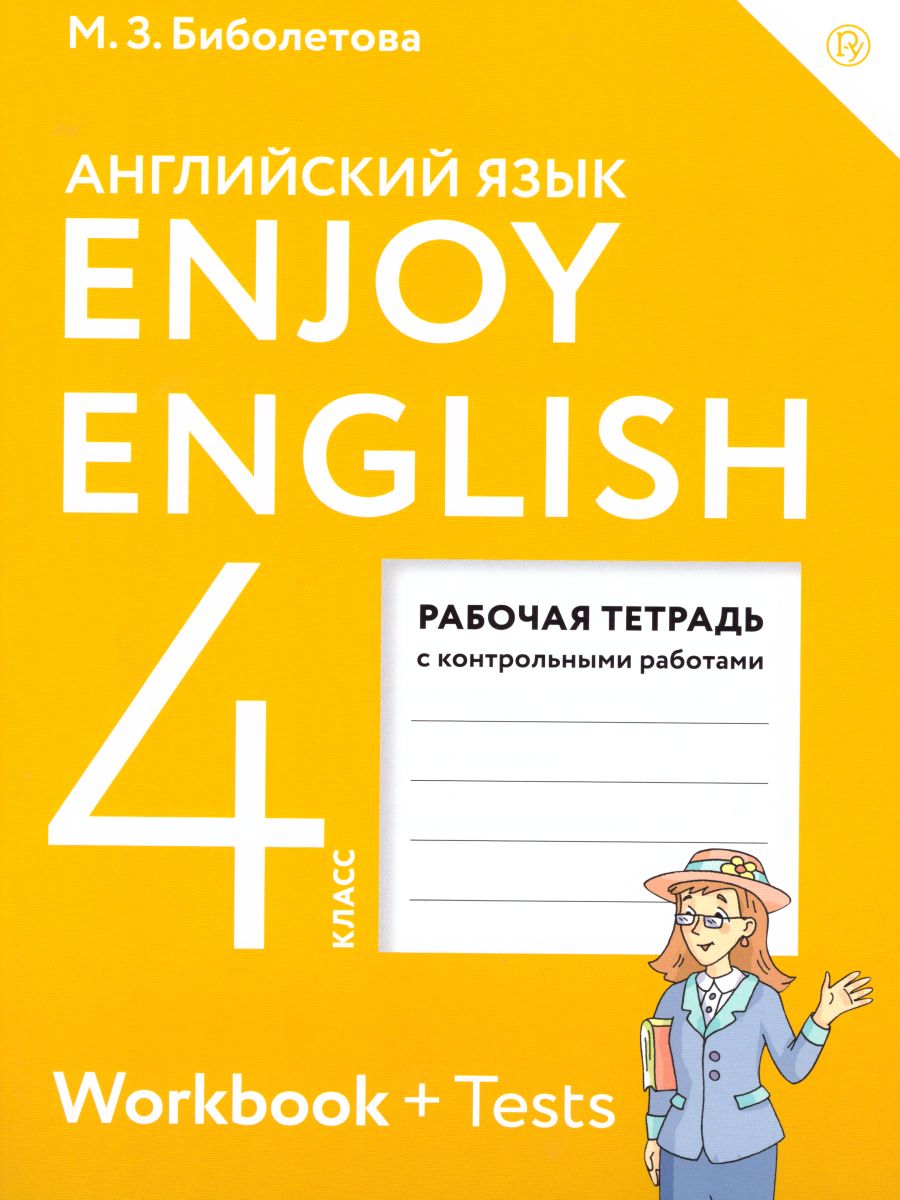 М. З. Биболетова
АНГЛИЙСКИЙ ЯЗЫК
ENJOY
ENGLISH
4
КЛАСС
РАБОЧАЯ ТЕТРАДЬ
с контрольными работами
Workbook + Tests